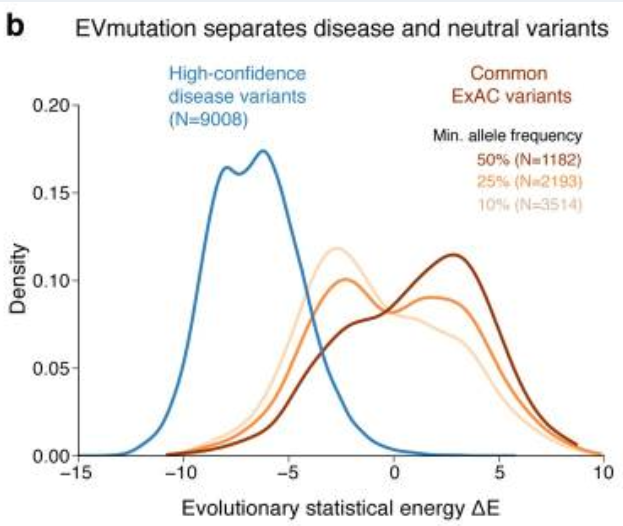 b
EVmutation separates disease and neutral variants
High-confidence
disease variants
(N=9008)
Common
ExAC variants
Min. allele frequency
50% (N=1182)
25% (N=2193)
10% (N=3514)
Density
0.20
0.15
0.10
0.05
0.00
−15
−10
−5
0
5
10
Evolutionary statistical energy ΔE